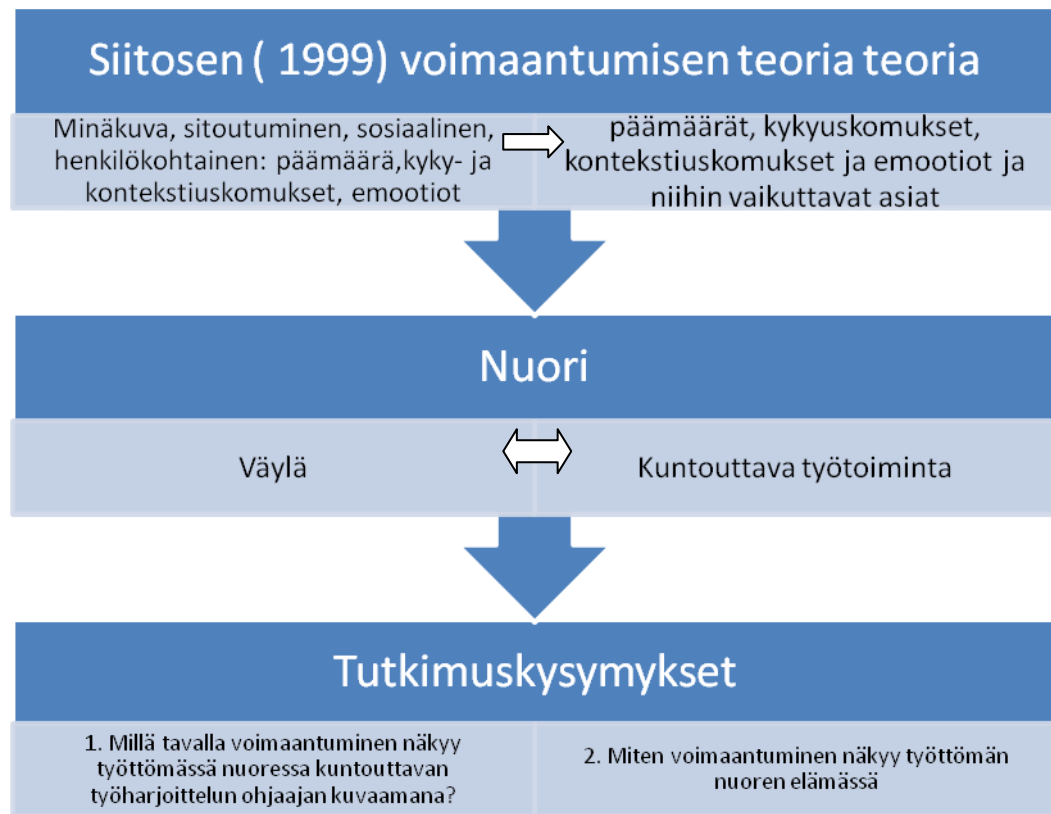 Siitosen ( 1999) voimaantumisen teoria teoria
Minäkuva, sitoutuminen, sosiaalinen,
henkilökohtainen: päämäärä,kyky- ja
kontekstiuskomukset, emootiot
päämäärät, kykyuskomukset,
kontekstiuskomukset ja emootiot ja
niihin vaikuttavat asiat
Nuori
Väylä
Kuntouttava työtoiminta
Tutkimuskysymykset
1. Millä tavalla voimaantuminen näkyy
työttömässä nuoressa kuntouttavan
työharjoittelun ohjaajan kuvaamana?
2. Miten voimaantuminen näkyy työttömän
nuoren elämässä